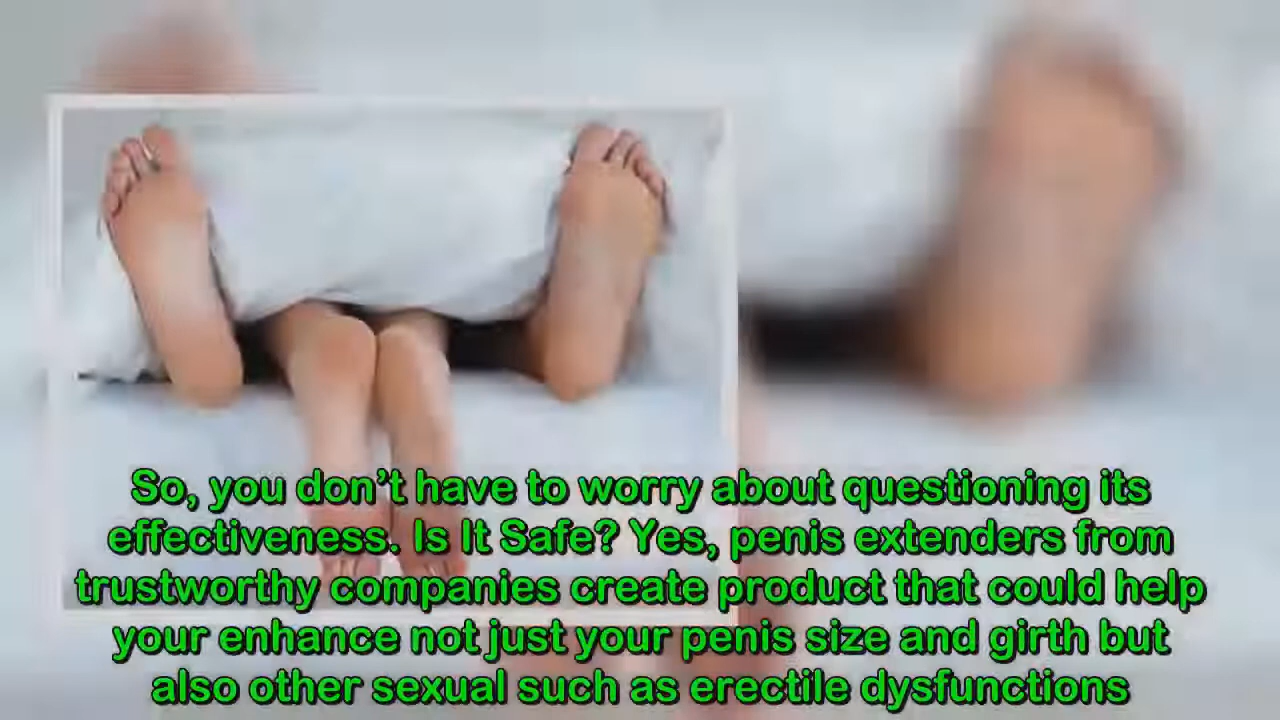 So, you don’t have to worry about questioning its
effectiveness. Is It Safe? Yes, penis extenders from
trustworthy companies create product that could help
your enhance not just your penis size and girth but
also other sexual such as erectile dysfunctions